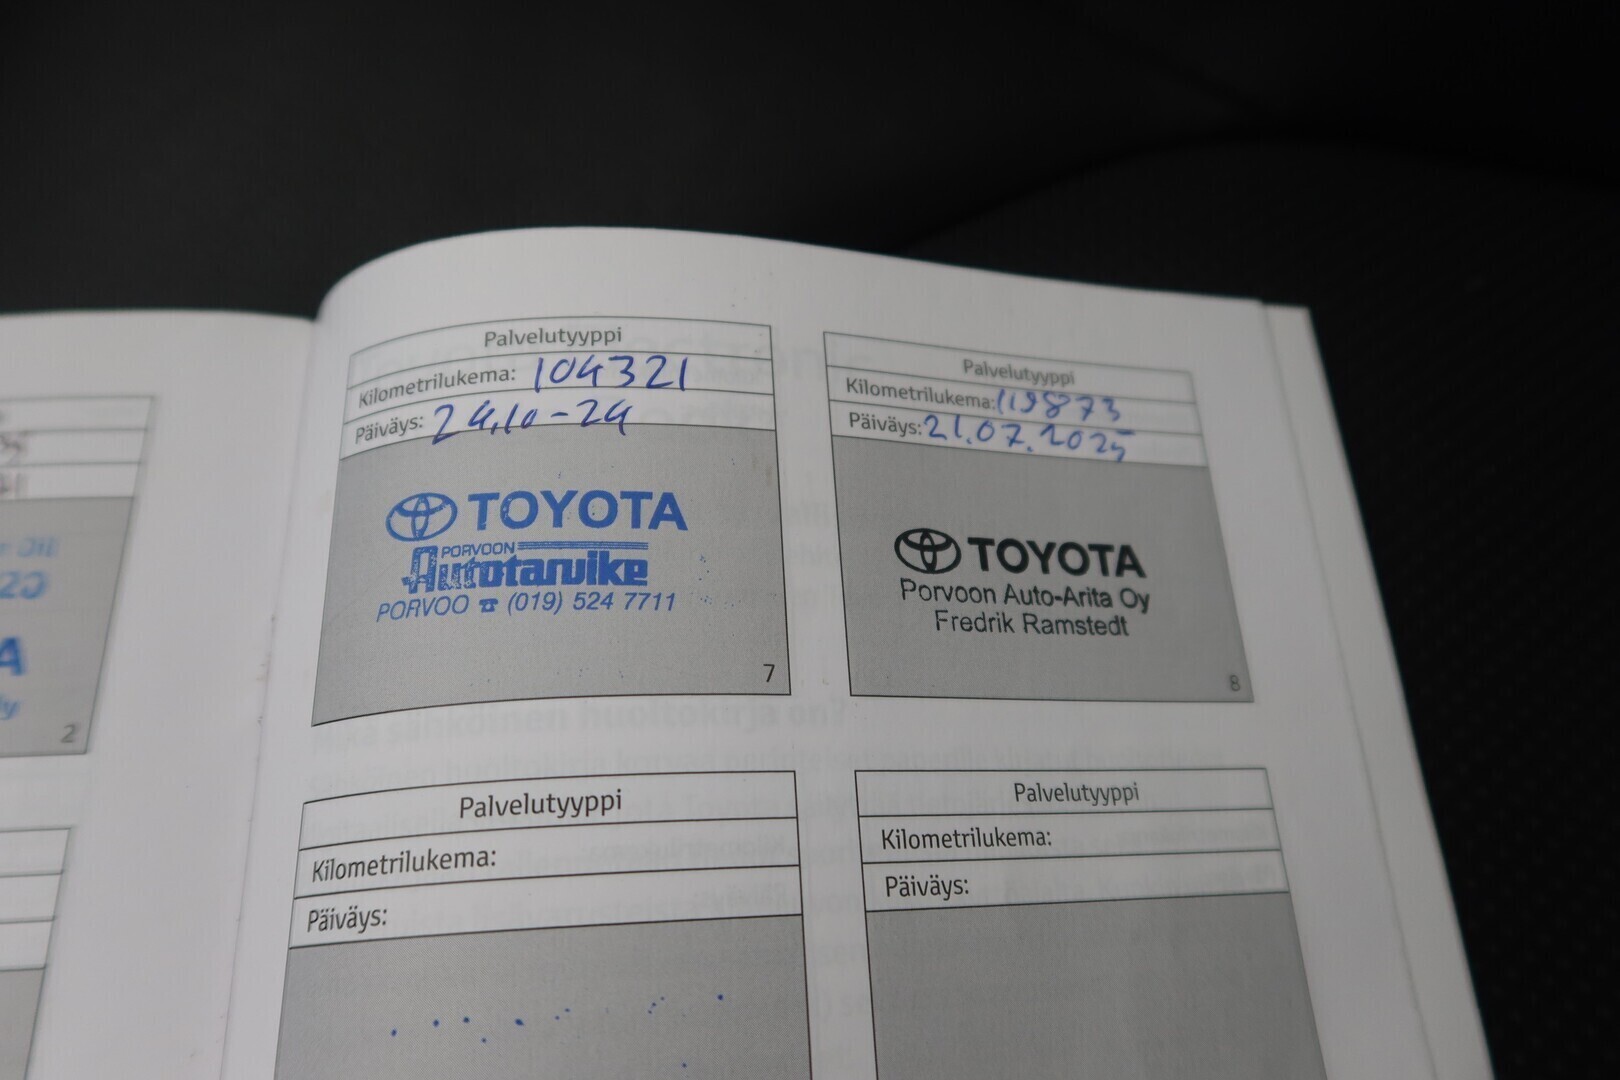 Palvelutyyppi
Kilometrilukema: 104321
Päiväys: 24.10-24
TOYOTA
PORVOON
Autotarvike
PORVOO ☎ (019) 524 7711
7
Palvelutyyppi
Kilometrilukema: 119873
Päiväys: 21.07.2025
TOYOTA
Porvoon Auto-Arita Oy
Fredrik Ramstedt
8
20
A
2
Palvelutyyppi
Kilometrilukema:
Päiväys:
Palvelutyyppi
Kilometrilukema:
Päiväys: